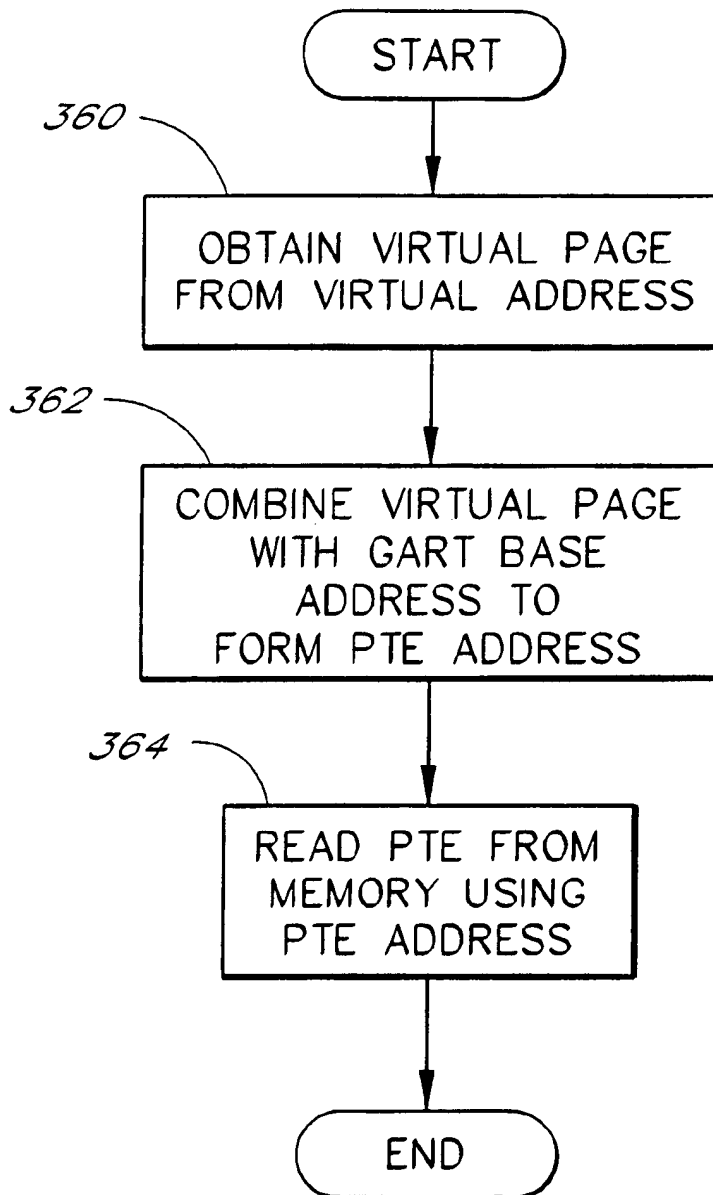 START
360
OBTAIN VIRTUAL PAGE
FROM VIRTUAL ADDRESS
362
COMBINE VIRTUAL PAGE
WITH GART BASE
ADDRESS TO
FORM PTE ADDRESS
364
READ PTE FROM
MEMORY USING
PTE ADDRESS
END